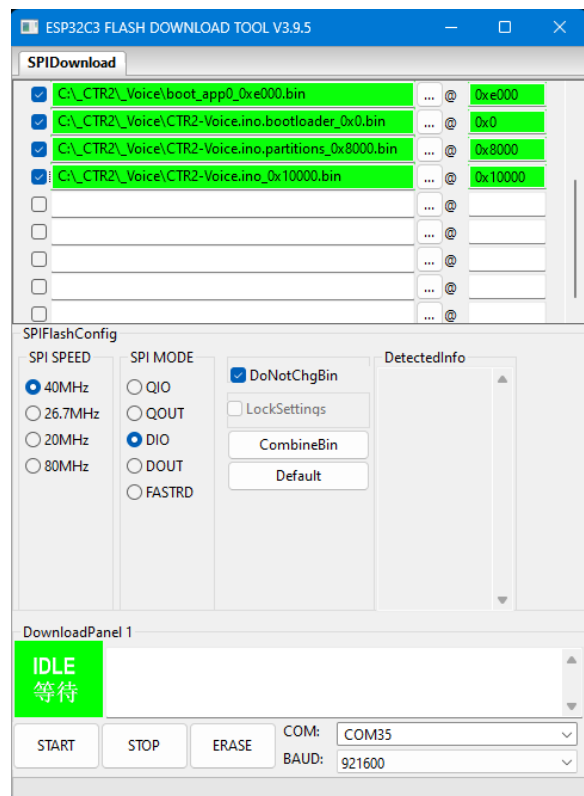 ESP32C3 FLASH DOWNLOAD TOOL V3.9.5
SPIDownload
C:\_CTR2\_Voice\boot_app0_0xe000.bin ... @ 0xe000
C:\_CTR2\_Voice\CTR2-Voice.ino.bootloader_0x0.bin ... @ 0x0
C:\_CTR2\_Voice\CTR2-Voice.ino.partitions_0x8000.bin ... @ 0x8000
C:\_CTR2\_Voice\CTR2-Voice.ino_0x10000.bin ... @ 0x10000
... @
... @
... @
... @
... @
SPIFlashConfig
SPI SPEED
40MHz
26.7MHz
20MHz
80MHz
SPI MODE
QIO
QOUT
DIO
DOUT
FASTRD
DoNotChgBin
LockSettings
CombineBin
Default
DetectedInfo
DownloadPanel 1
IDLE
等待
START STOP ERASE
COM: COM35
BAUD: 921600